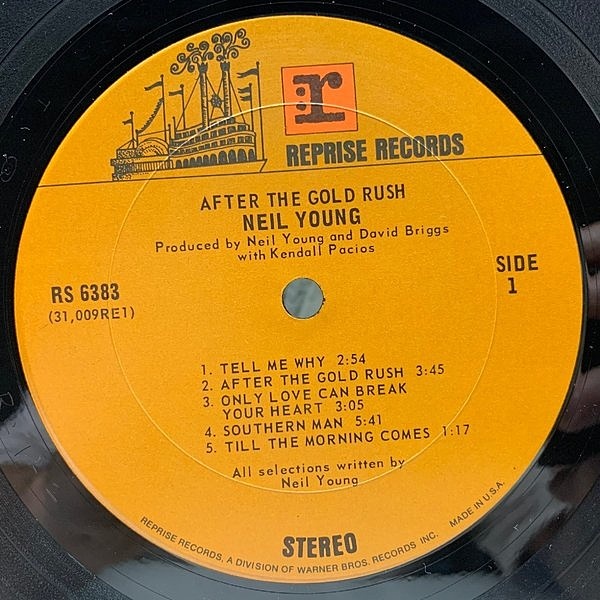 r
REPRISE RECORDS
AFTER THE GOLD RUSH
NEIL YOUNG
Produced by Neil Young and David Briggs
with Kendall Pacios
RS 6383
(31,009RE1)
SIDE
1
1. TELL ME WHY 2:54
2. AFTER THE GOLD RUSH 3:45
3. ONLY LOVE CAN BREAK
YOUR HEART 3:05
4. SOUTHERN MAN 5:41
5. TILL THE MORNING COMES 1:17
All selections written by
Neil Young
STEREO
REPRISE RECORDS, A DIVISION OF WARNER BROS. RECORDS INC. MADE IN U.S.A.